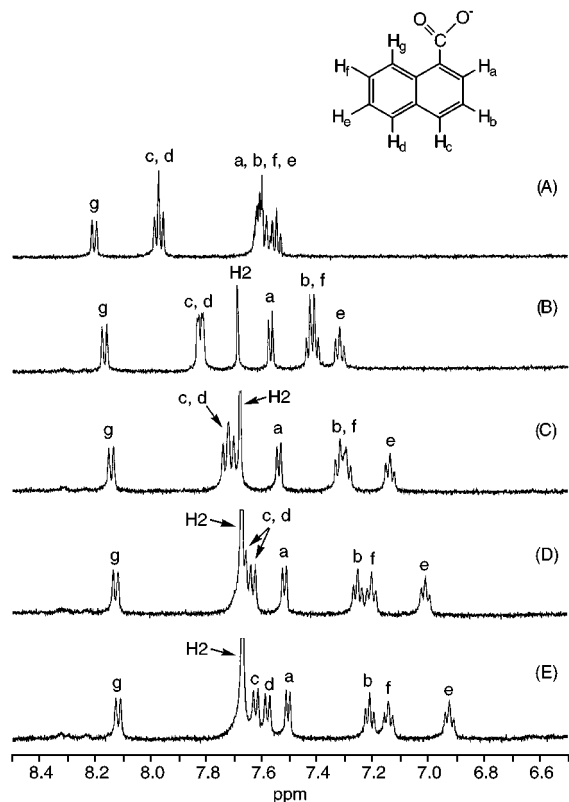 O O-
C
Hg
Hf Ha
He Hb
Hd Hc
c, d a, b, f, e (A)
g
H2 b, f
g c, d a e (B)
H2
c, d
g a b, f e (C)
H2 c, d
g a b f e (D)
H2
g c d a b f e (E)
8.4 8.2 8.0 7.8 7.6 7.4 7.2 7.0 6.8 6.6
ppm